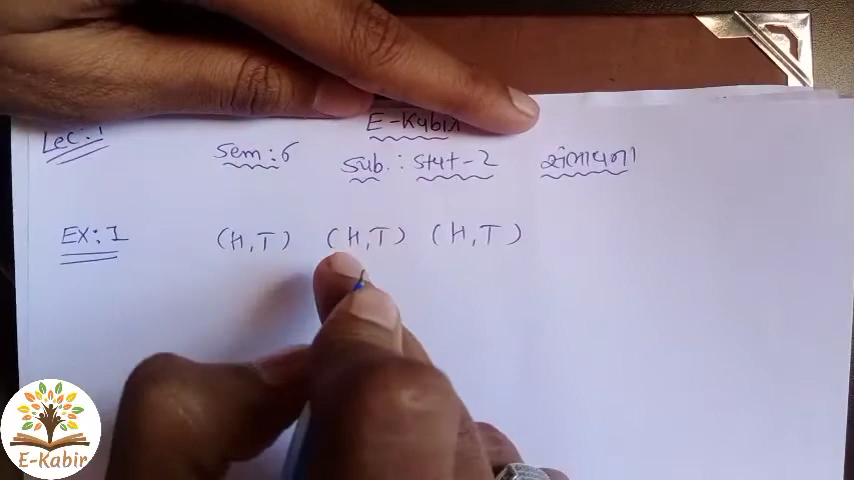 E-Kabir
Lec:1
Sem:6 Sub.: Stat-2 સંભાવના
EX:1 (H,T) (H,T) (H,T)
E-Kabir